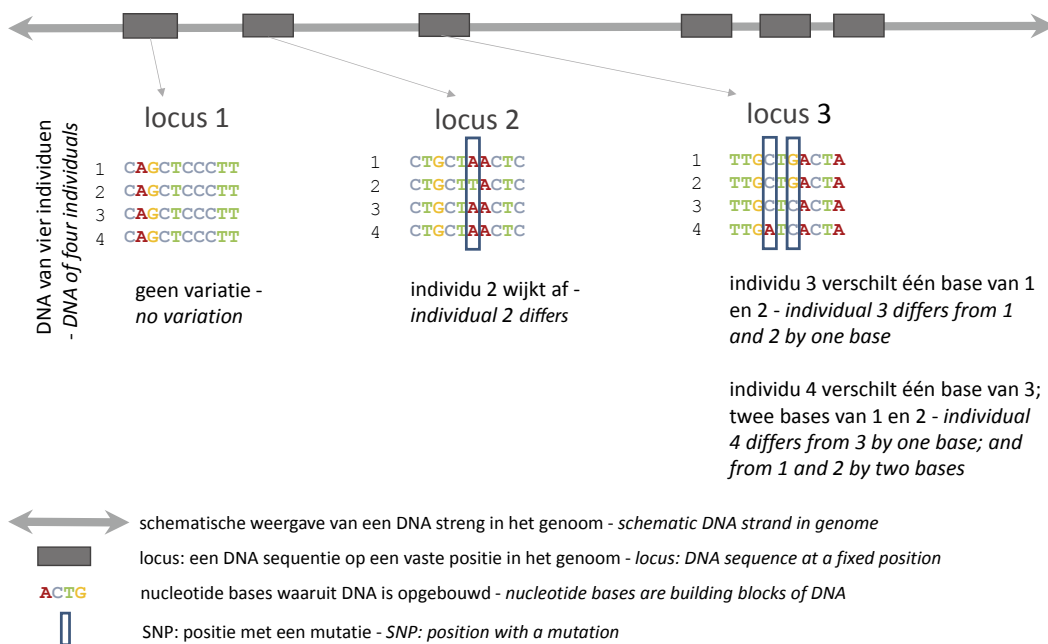 locus 1
locus 2
locus 3
DNA van vier individuen
- DNA of four individuals
1 CAGCTCCCTT
2 CAGCTCCCTT
3 CAGCTCCCTT
4 CAGCTCCCTT
1 CTGCTAACTC
2 CTGCTTACTC
3 CTGCTAACTC
4 CTGCTAACTC
1 TTGCTGACTA
2 TTGCTGACTA
3 TTGCTCACTA
4 TTGATCACTA
geen variatie -
no variation
individu 2 wijkt af -
individual 2 differs
individu 3 verschilt één base van 1
en 2 - individual 3 differs from 1
and 2 by one base
individu 4 verschilt één base van 3;
twee bases van 1 en 2 - individual
4 differs from 3 by one base; and
from 1 and 2 by two bases
schematische weergave van een DNA streng in het genoom - schematic DNA strand in genome
locus: een DNA sequentie op een vaste positie in het genoom - locus: DNA sequence at a fixed position
ACTG nucleotide bases waaruit DNA is opgebouwd - nucleotide bases are building blocks of DNA
SNP: positie met een mutatie - SNP: position with a mutation